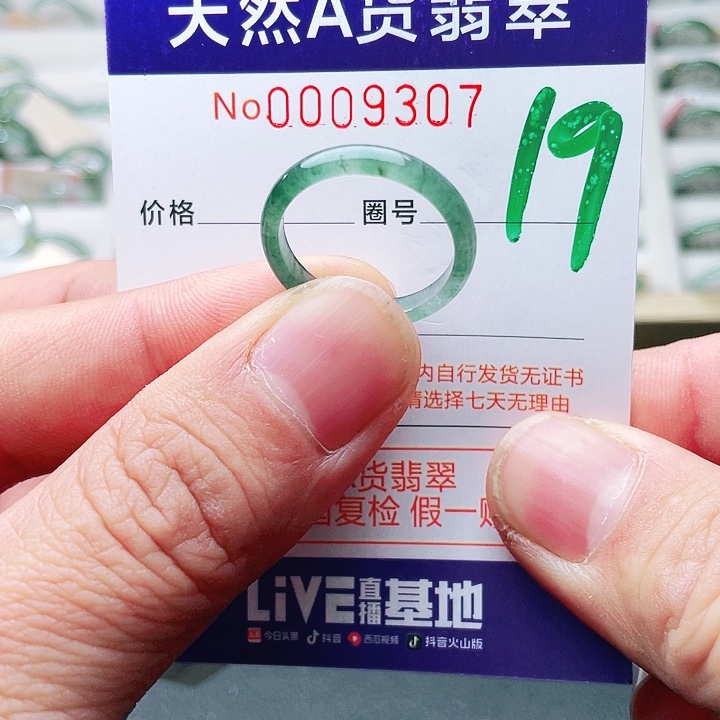 天然A货翡翠
No.0009307
19
价格 圈号
内自行发货无证书
请选择七天无理由
货翡翠
复检 假一
LiVE直播基地
今日头条 抖音 西瓜视频 抖音火山版